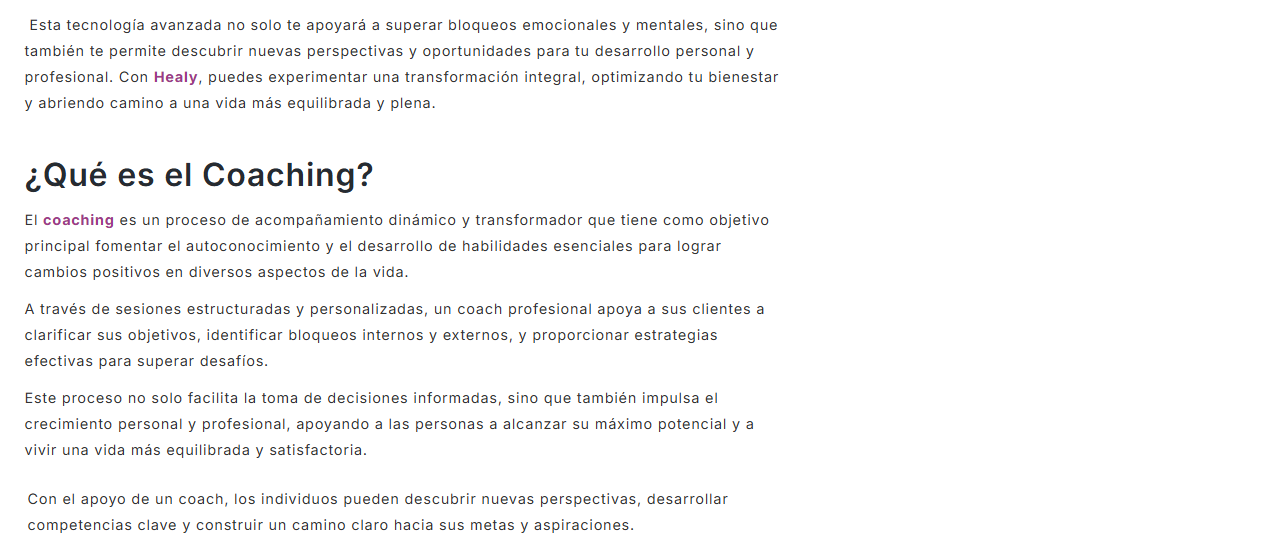 Esta tecnología avanzada no solo te apoyará a superar bloqueos emocionales y mentales, sino que
también te permite descubrir nuevas perspectivas y oportunidades para tu desarrollo personal y
profesional. Con Healy, puedes experimentar una transformación integral, optimizando tu bienestar
y abriendo camino a una vida más equilibrada y plena.
¿Qué es el Coaching?
El coaching es un proceso de acompañamiento dinámico y transformador que tiene como objetivo
principal fomentar el autoconocimiento y el desarrollo de habilidades esenciales para lograr
cambios positivos en diversos aspectos de la vida.
A través de sesiones estructuradas y personalizadas, un coach profesional apoya a sus clientes a
clarificar sus objetivos, identificar bloqueos internos y externos, y proporcionar estrategias
efectivas para superar desafíos.
Este proceso no solo facilita la toma de decisiones informadas, sino que también impulsa el
crecimiento personal y profesional, apoyando a las personas a alcanzar su máximo potencial y a
vivir una vida más equilibrada y satisfactoria.
Con el apoyo de un coach, los individuos pueden descubrir nuevas perspectivas, desarrollar
competencias clave y construir un camino claro hacia sus metas y aspiraciones.